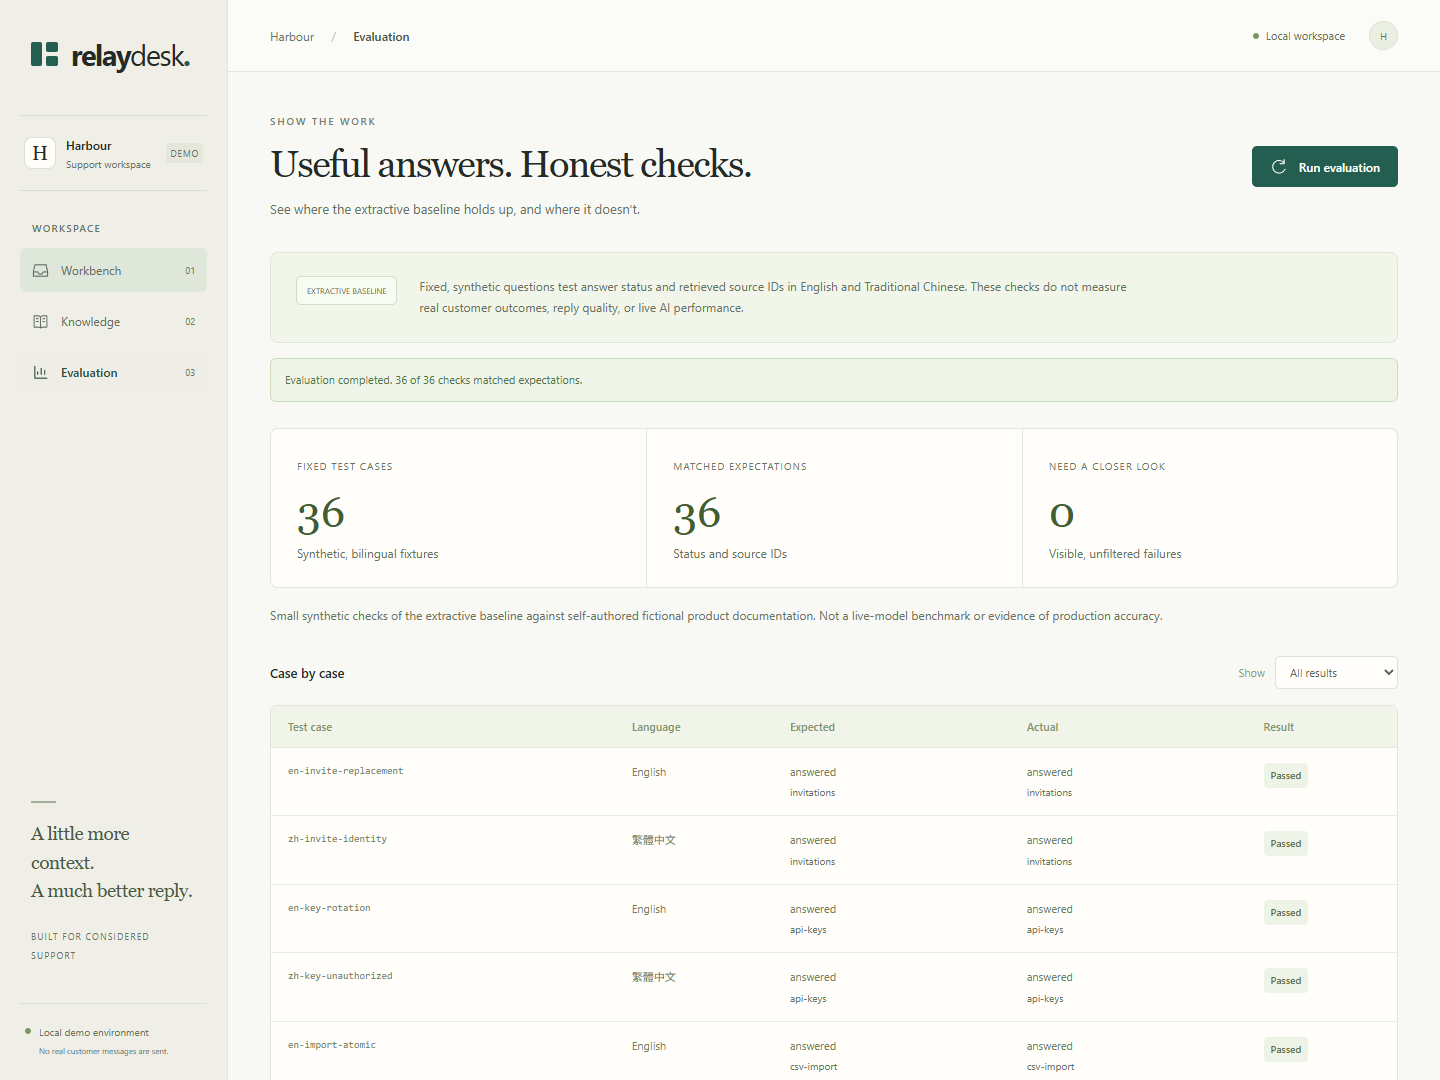 relaydesk.
H
Harbour
Support workspace
DEMO
WORKSPACE
Workbench 01
Knowledge 02
Evaluation 03
A little more
context.
A much better reply.
BUILT FOR CONSIDERED
SUPPORT
Local demo environment
No real customer messages are sent.
Harbour / Evaluation
Local workspace
H
SHOW THE WORK
Useful answers. Honest checks.
See where the extractive baseline holds up, and where it doesn't.
Run evaluation
EXTRACTIVE BASELINE
Fixed, synthetic questions test answer status and retrieved source IDs in English and Traditional Chinese. These checks do not measure
real customer outcomes, reply quality, or live AI performance.
Evaluation completed. 36 of 36 checks matched expectations.
FIXED TEST CASES
36
Synthetic, bilingual fixtures
MATCHED EXPECTATIONS
36
Status and source IDs
NEED A CLOSER LOOK
0
Visible, unfiltered failures
Small synthetic checks of the extractive baseline against self-authored fictional product documentation. Not a live-model benchmark or evidence of production accuracy.
Case by case
Show All results
Test case Language Expected Actual Result
en-invite-replacement English answered answered Passed
invitations invitations
zh-invite-identity 繁體中文 answered answered Passed
invitations invitations
en-key-rotation English answered answered Passed
api-keys api-keys
zh-key-unauthorized 繁體中文 answered answered Passed
api-keys api-keys
en-import-atomic English answered answered Passed
csv-import csv-import